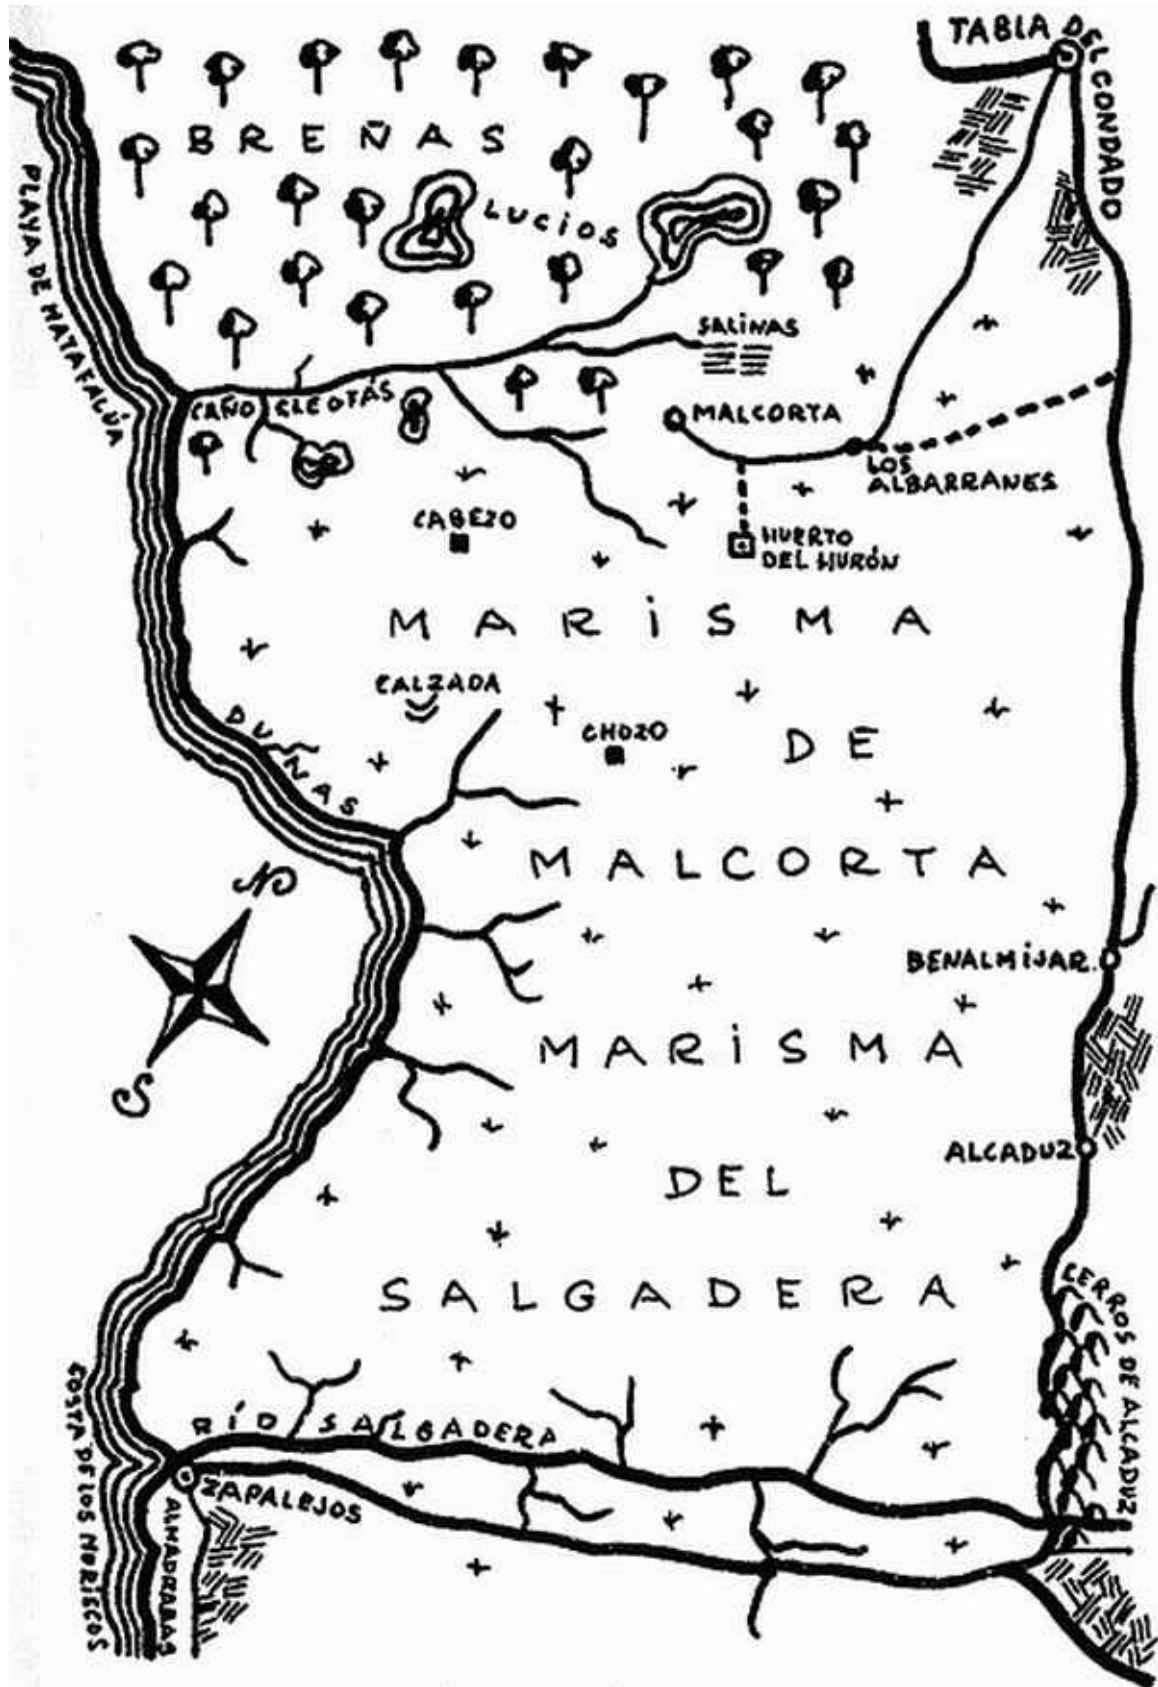 TABLA DEL CONDADO
BREÑAS
LUCIOS
PLAYA DE MATAFALÚA
SALINAS
CAÑO CLEOFÁS
MALCORTA
LOS
ALBARRANES
CABEZO
HUERTO
DEL HURÓN
MARISMA
CALZADA
DUNAS
CHOZO
DE
MALCORTA
N
BENALMÍJAR
MARISMA
S
ALCADUZ
DEL
SALGADERA
CERROS DE ALCADUZ
COSTA DE LOS MORISCOS
RÍO SALGADERA
ZAPALEJOS
ALMADRABAS